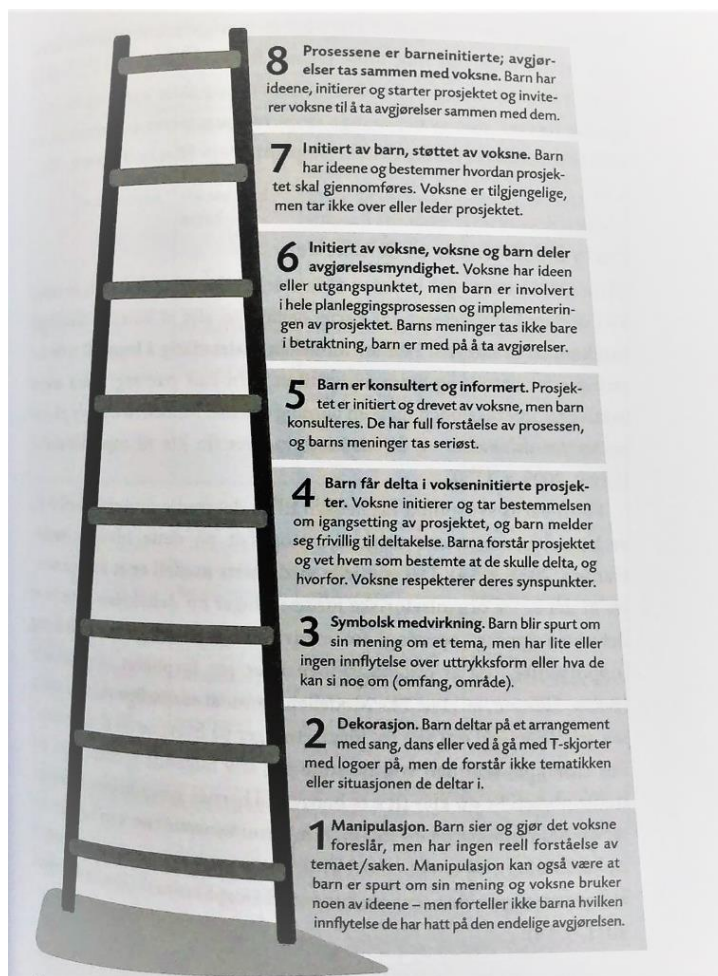 8 Prosessene er barneinitierte; avgjør-
elser tas sammen med voksne. Barn har
ideene, initierer og starter prosjektet og invite-
rer voksne til å ta avgjørelser sammen med dem.
7 Initiert av barn, støttet av voksne. Barn
har ideene og bestemmer hvordan prosjek-
tet skal gjennomføres. Voksne er tilgjengelige,
men tar ikke over eller leder prosjektet.
6 Initiert av voksne, voksne og barn deler
avgjørelsesmyndighet. Voksne har ideen
eller utgangspunktet, men barn er involvert
i hele planleggingsprosessen og implementerin-
gen av prosjektet. Barns meninger tas ikke bare
i betraktning, barn er med på å ta avgjørelser.
5 Barn er konsultert og informert. Prosjek-
tet er initiert og drevet av voksne, men barn
konsulteres. De har full forståelse av prosessen,
og barns meninger tas seriøst.
4 Barn får delta i vokseninitierte prosjek-
ter. Voksne initierer og tar bestemmelsen
om igangsetting av prosjektet, og barn melder
seg frivillig til deltakelse. Barna forstår prosjektet
og vet hvem som bestemte at de skulle delta, og
hvorfor. Voksne respekterer deres synspunkter.
3 Symbolsk medvirkning. Barn blir spurt om
sin mening om et tema, men har lite eller
ingen innflytelse over uttrykksform eller hva de
kan si noe om (omfang, område).
2 Dekorasjon. Barn deltar på et arrangement
med sang, dans eller ved å gå med T-skjorter
med logoer på, men de forstår ikke tematikken
eller situasjonen de deltar i.
1 Manipulasjon. Barn sier og gjør det voksne
foreslår, men har ingen reell forståelse av
temaet/saken. Manipulasjon kan også være at
barn er spurt om sin mening og voksne bruker
noen av ideene – men forteller ikke barna hvilken
innflytelse de har hatt på den endelige avgjørelsen.